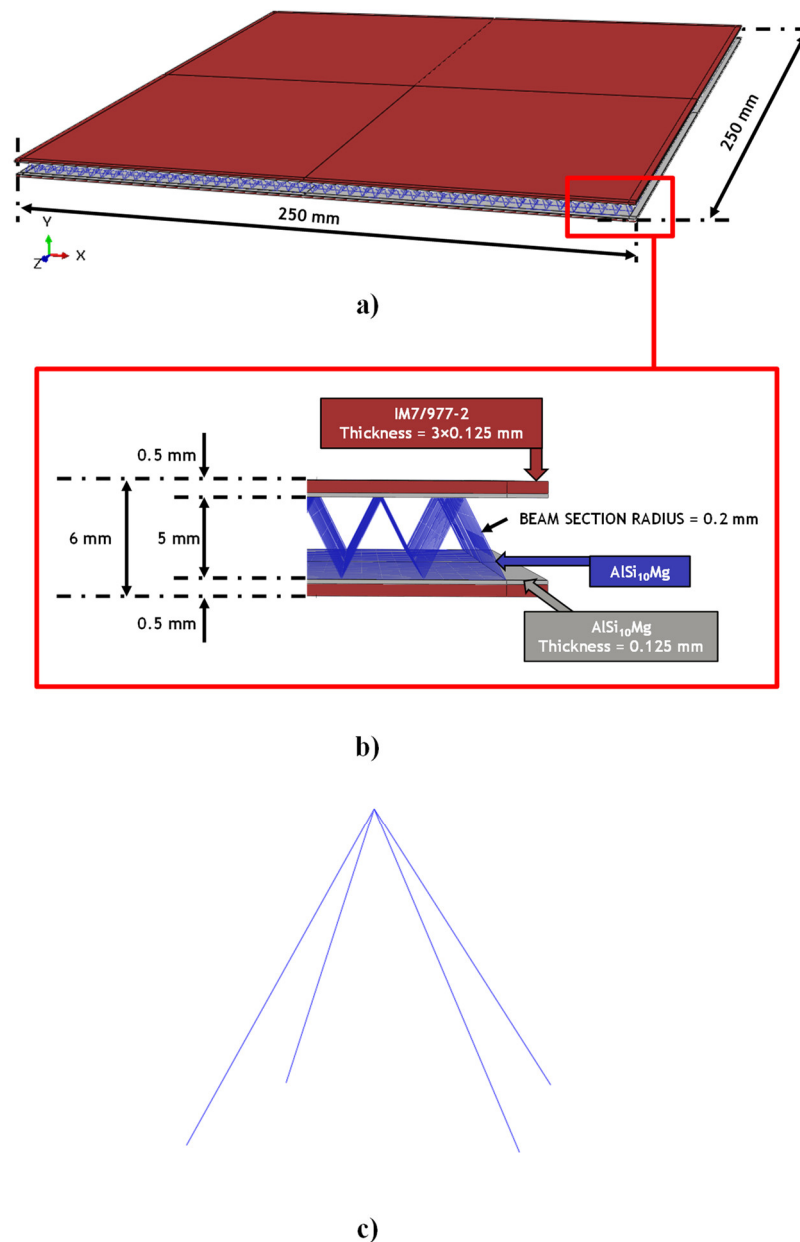 250 mm
250 mm
Y
X
Z
a)
IM7/977-2
Thickness = 3×0.125 mm
0.5 mm
BEAM SECTION RADIUS = 0.2 mm
6 mm
5 mm
AlSi₁₀Mg
0.5 mm
AlSi₁₀Mg
Thickness = 0.125 mm
b)
c)